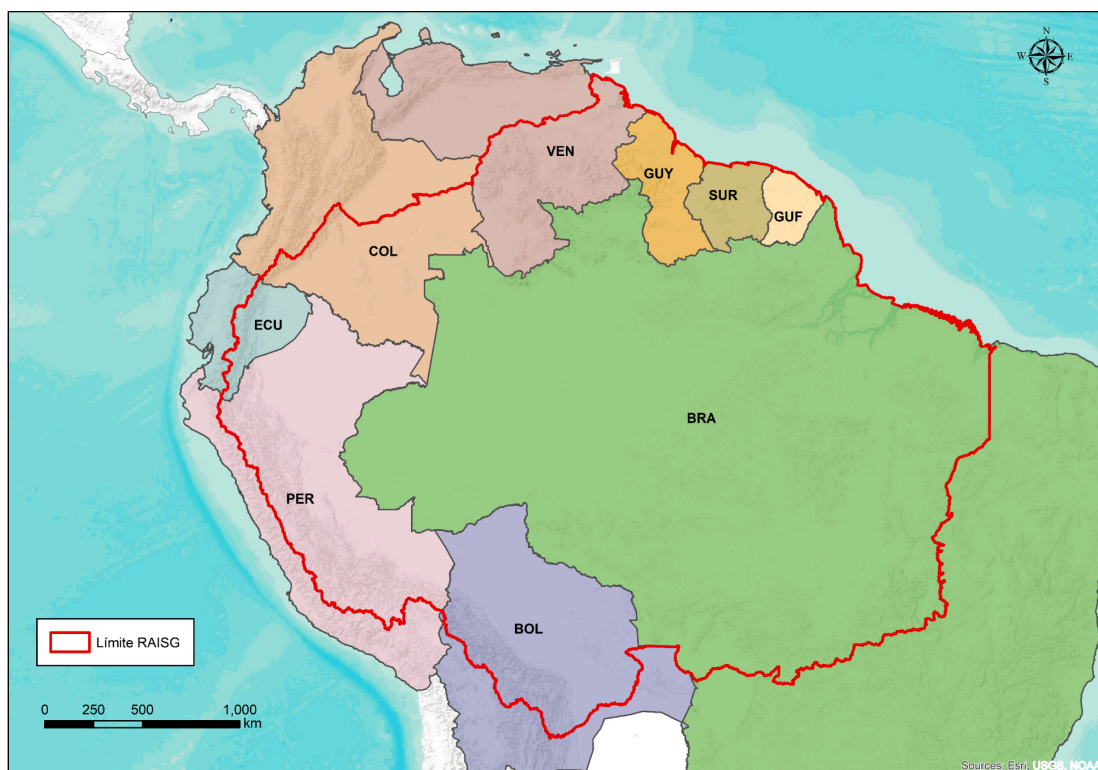 N
W E
S
VEN
GUY
SUR
GUF
COL
ECU
BRA
PER
BOL
Límite RAISG
0 250 500 1,000
km
Sources: Esri, USGS, NOAA